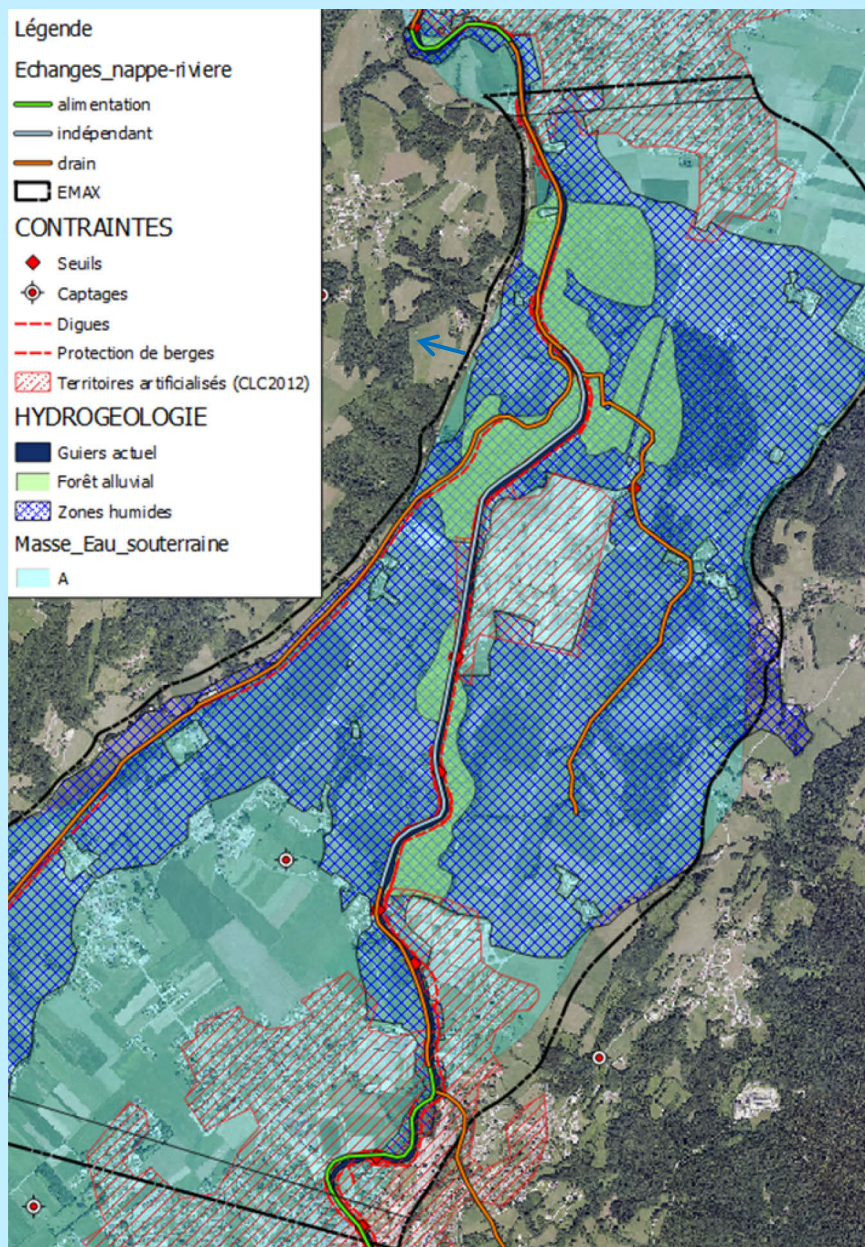 Légende
Echanges_nappe-riviere
alimentation
indépendant
drain
EMAX
CONTRAINTES
Seuils
Captages
Digues
Protection de berges
Territoires artificialisés (CLC2012)
HYDROGEOLOGIE
Guiers actuel
Forêt alluvial
Zones humides
Masse_Eau_souterraine
A